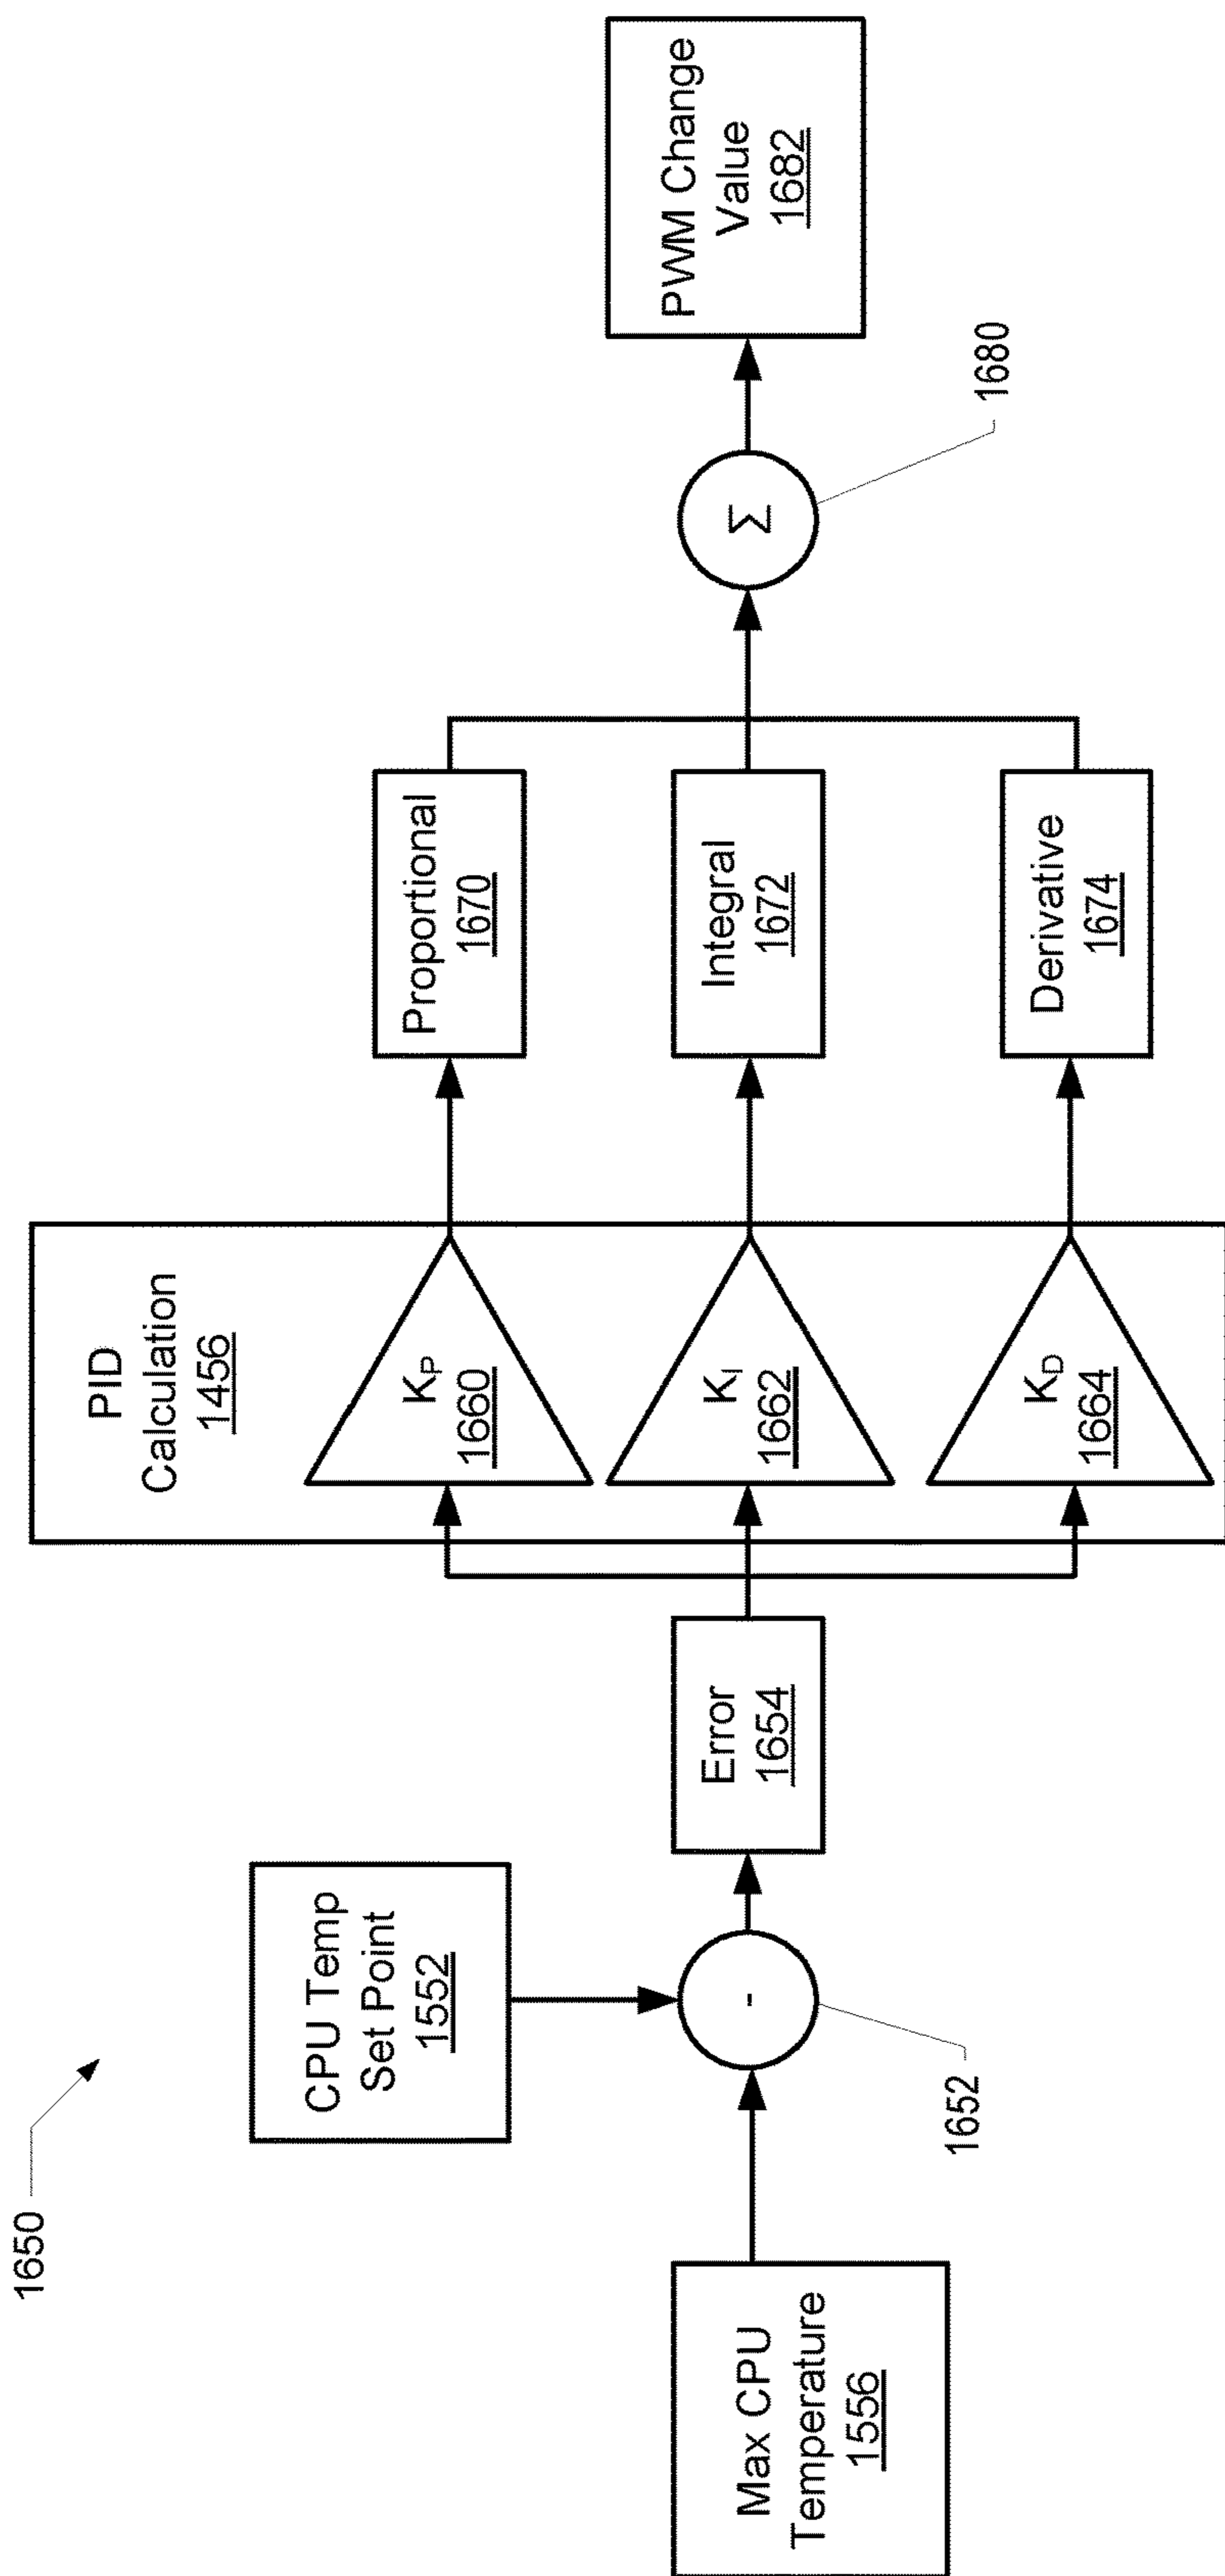 1650
Max CPU
Temperature
1556
CPU Temp
Set Point
1552
-
1652
Error
1654
PID
Calculation
1456
KP
1660
KI
1662
KD
1664
Proportional
1670
Integral
1672
Derivative
1674
Σ
1680
PWM Change
Value
1682